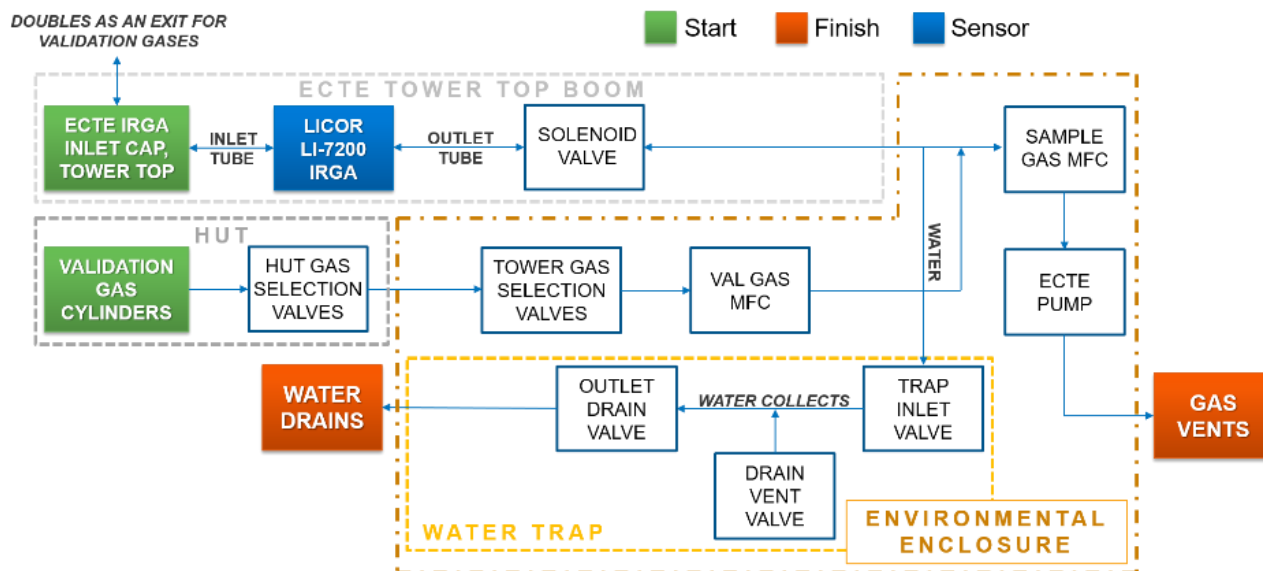 DOUBLES AS AN EXIT FOR
VALIDATION GASES
Start
Finish
Sensor
ECTE TOWER TOP BOOM
ECTE IRGA
INLET CAP,
TOWER TOP
INLET
TUBE
LICOR
LI-7200
IRGA
OUTLET
TUBE
SOLENOID
VALVE
SAMPLE
GAS MFC
HUT
VALIDATION
GAS
CYLINDERS
HUT GAS
SELECTION
VALVES
TOWER GAS
SELECTION
VALVES
VAL GAS
MFC
WATER
ECTE
PUMP
WATER
DRAINS
OUTLET
DRAIN
VALVE
WATER COLLECTS
TRAP
INLET
VALVE
GAS
VENTS
DRAIN
VENT
VALVE
WATER TRAP
ENVIRONMENTAL
ENCLOSURE